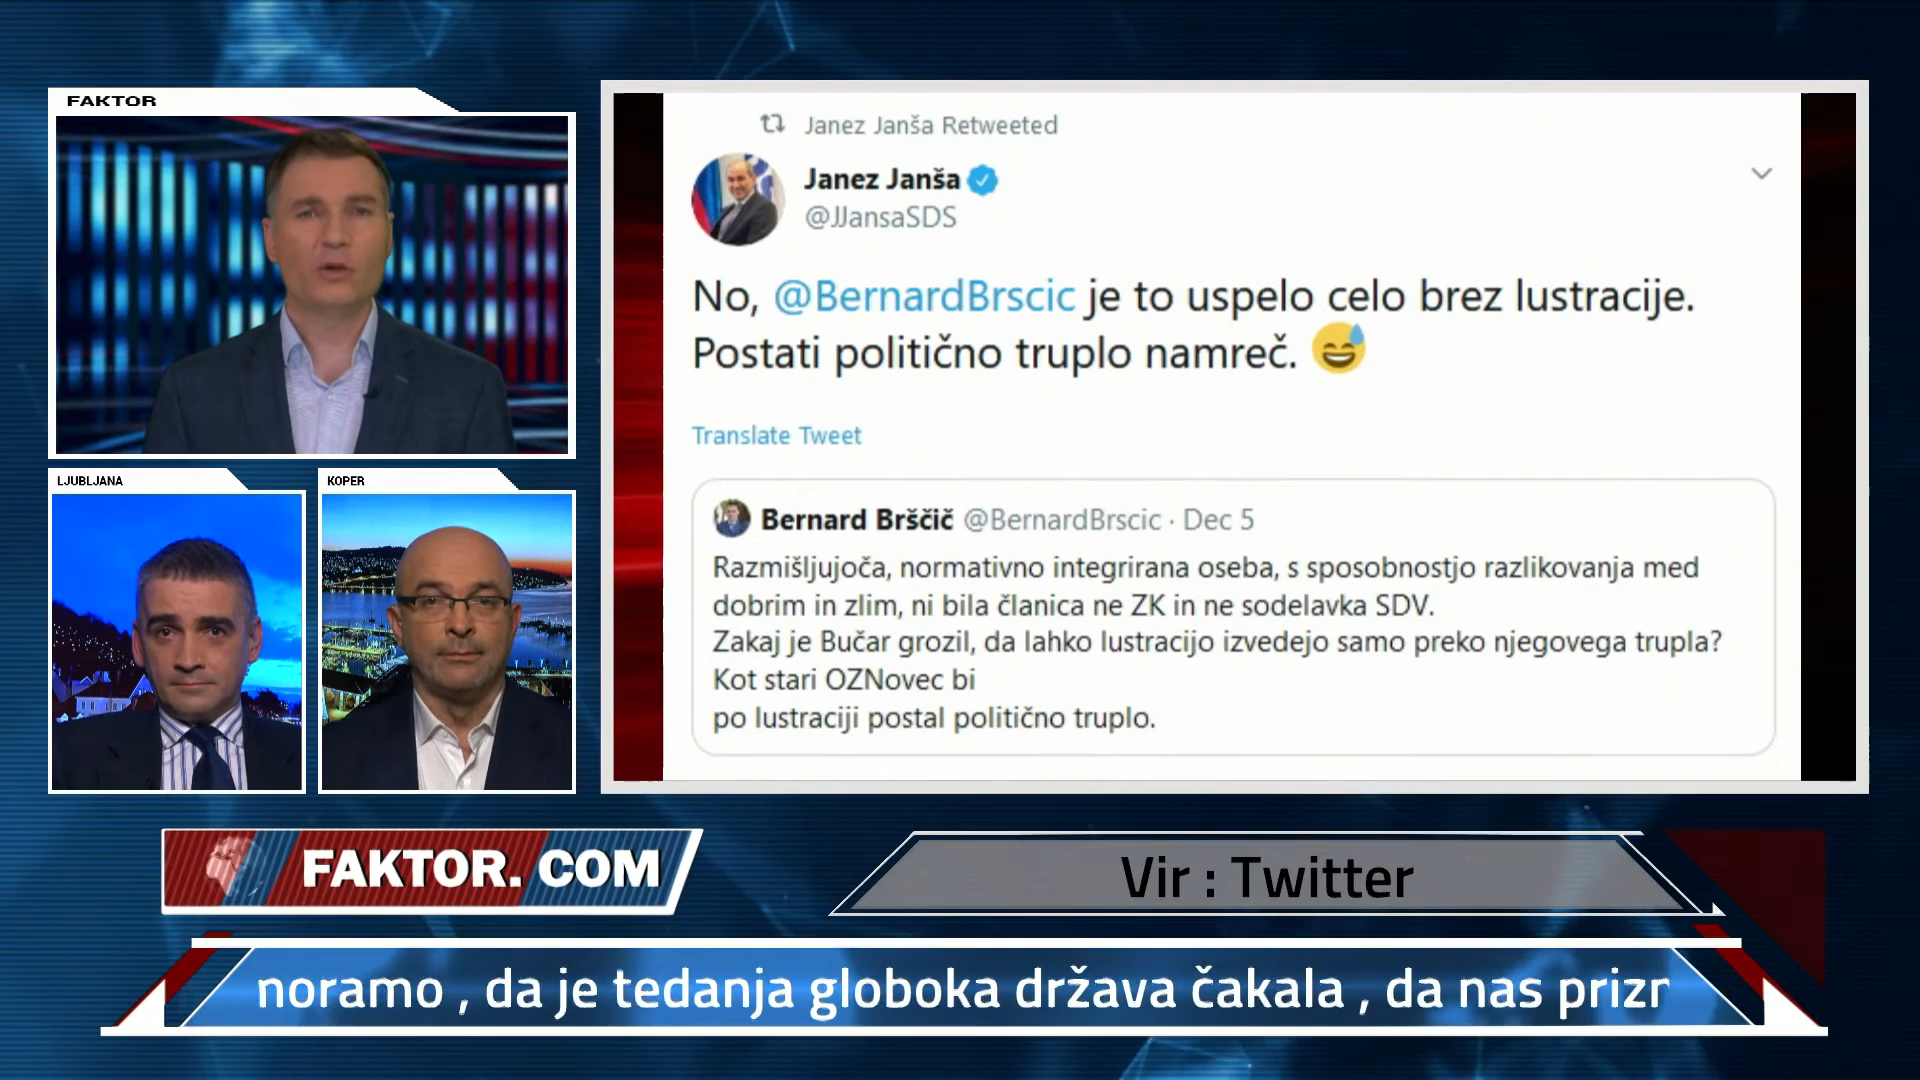 FAKTOR
LJUBLJANA
KOPER
Janez Janša Retweeted
Janez Janša
@JJansaSDS
No, @BernardBrscic je to uspelo celo brez lustracije.
Postati politično truplo namreč.
Translate Tweet
Bernard Brščič @BernardBrscic · Dec 5
Razmišljujoča, normativno integrirana oseba, s sposobnostjo razlikovanja med
dobrim in zlim, ni bila članica ne ZK in ne sodelavka SDV.
Zakaj je Bučar grozil, da lahko lustracijo izvedejo samo preko njegovega trupla?
Kot stari OZNovec bi
po lustraciji postal politično truplo.
FAKTOR. COM
Vir : Twitter
noramo , da je tedanja globoka država čakala , da nas prizr